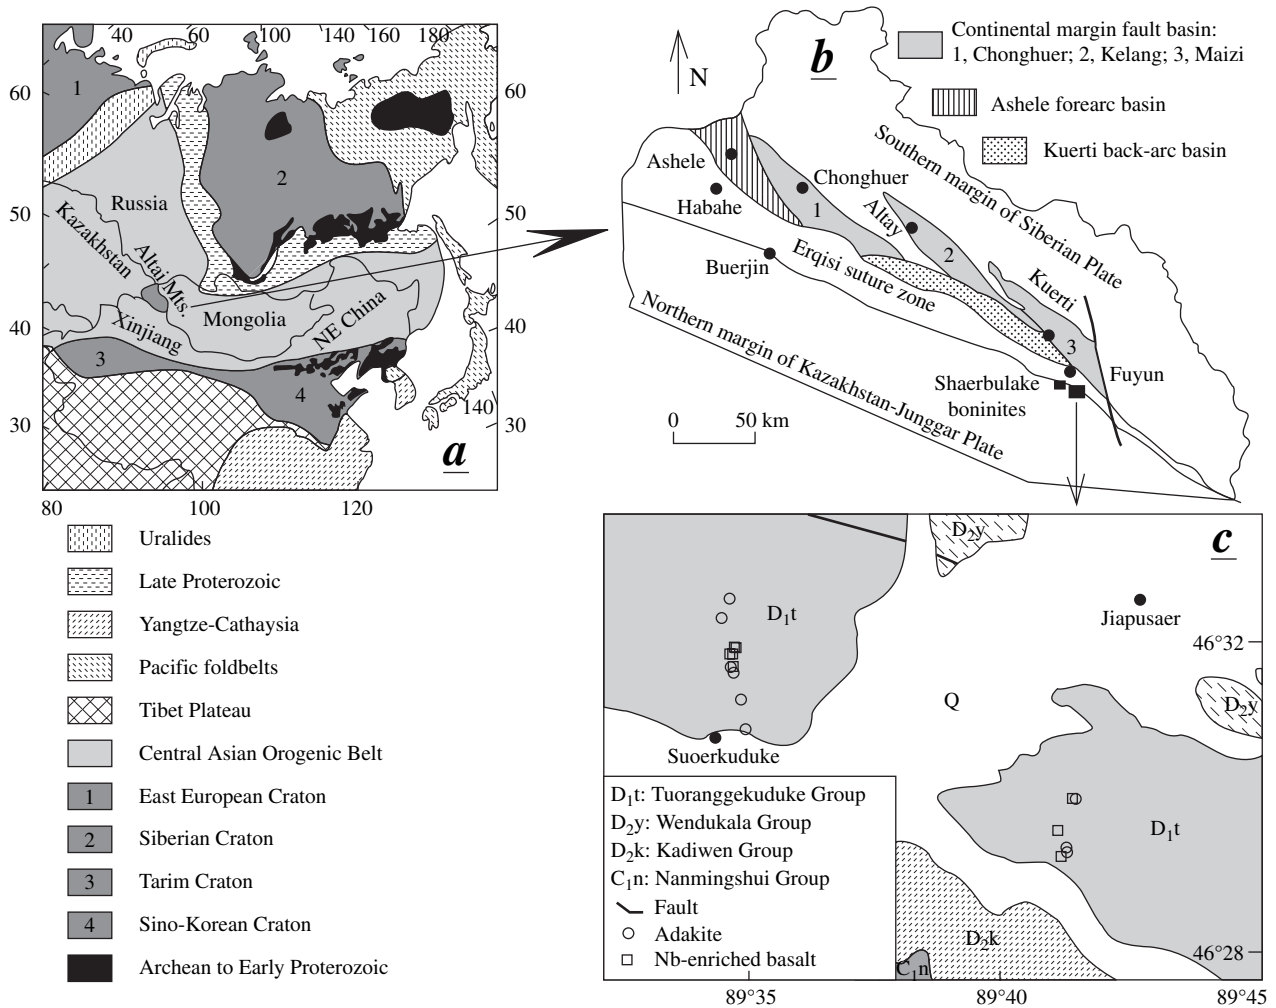 40 60 100 140 160 180
60
50
40
30
60
50
40
30
140
80 100 120
1
2
3
4
Russia
Kazakhstan
Altai Mts.
Xinjiang
Mongolia
NE China
a
Uralides
Late Proterozoic
Yangtze-Cathaysia
Pacific foldbelts
Tibet Plateau
Central Asian Orogenic Belt
1 East European Craton
2 Siberian Craton
3 Tarim Craton
4 Sino-Korean Craton
Archean to Early Proterozoic
N
b
Continental margin fault basin:
1, Chonghuer; 2, Kelang; 3, Maizi
Ashele forearc basin
Kuerti back-arc basin
Southern margin of Siberian Plate
Ashele
Habahe
Chonghuer
1
Altay
2
Buerjin
Erqisi suture zone
Kuerti
3
Fuyun
Northern margin of Kazakhstan-Junggar Plate
Shaerbulake
boninites
0 50 km
c
D2y
D1t
Jiapusaer
46°32
Q
D2y
Suoerkuduke
D1t
D2k
C1n
46°28
D1t: Tuoranggekuduke Group
D2y: Wendukala Group
D2k: Kadiwen Group
C1n: Nanmingshui Group
Fault
Adakite
Nb-enriched basalt
89°35 89°40 89°45